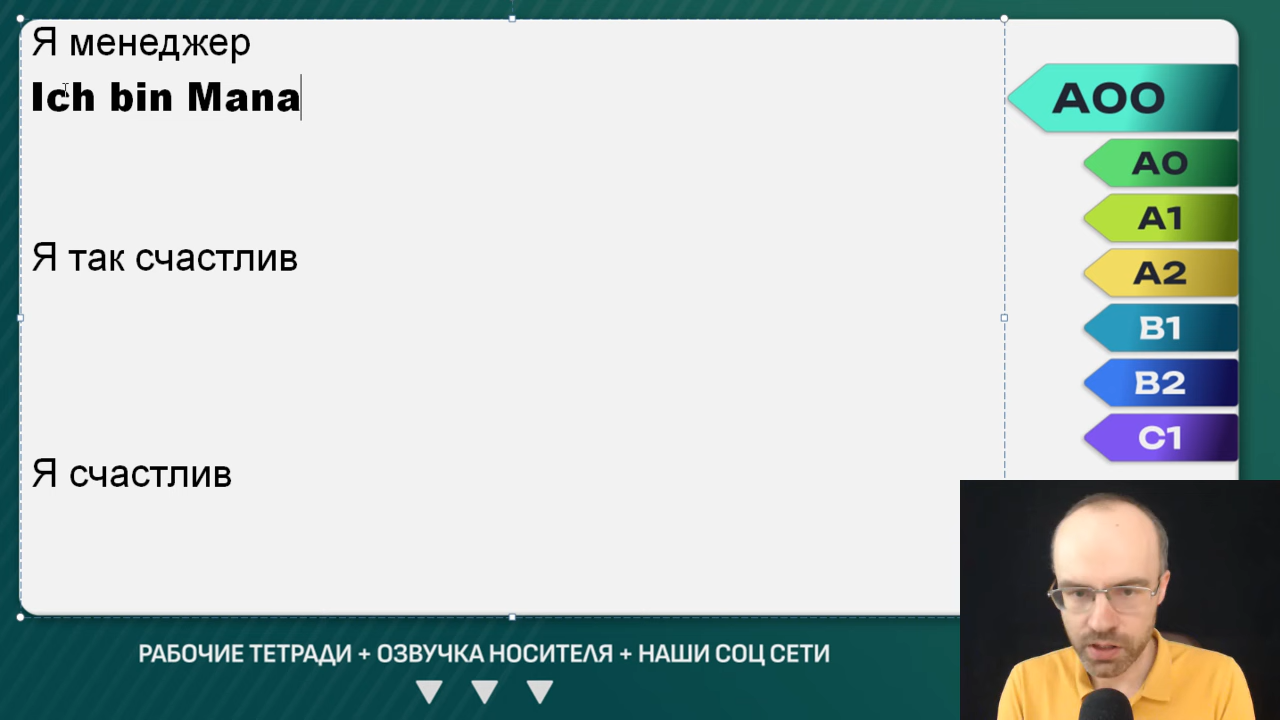 Я менеджер
Ich bin Mana
Я так счастлив
Я счастлив
A00
A0
A1
A2
B1
B2
C1
РАБОЧИЕ ТЕТРАДИ + ОЗВУЧКА НОСИТЕЛЯ + НАШИ СОЦ СЕТИ